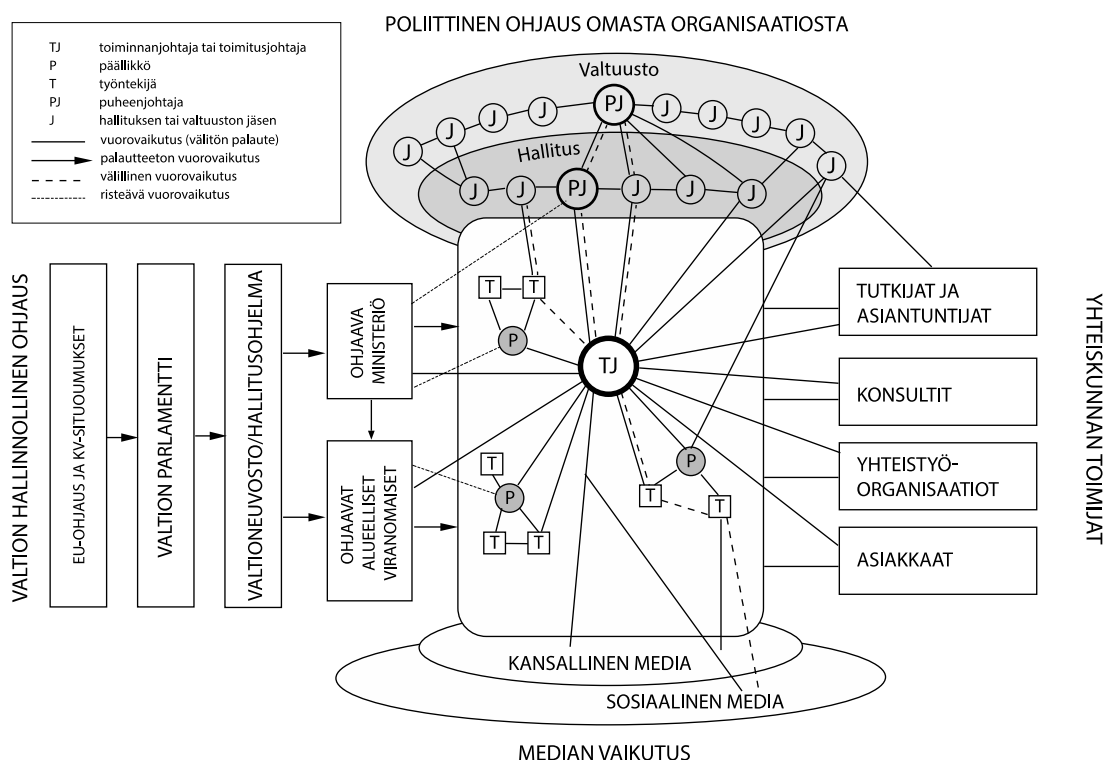 POLIITTINEN OHJAUS OMASTA ORGANISAATIOSTA
TJ toiminnanjohtaja tai toimitusjohtaja
P päällikkö
T työntekijä
PJ puheenjohtaja
J hallituksen tai valtuuston jäsen
vuorovaikutus (välitön palaute)
palautteeton vuorovaikutus
välillinen vuorovaikutus
risteävä vuorovaikutus
Valtuusto
J J J J PJ J J J J J
Hallitus
J J PJ J J J
VALTION HALLINNOLLINEN OHJAUS
EU-OHJAUS JA KV-SITUOUMUKSET
VALTION PARLAMENTTI
VALTIONEUVOSTO/HALLITUSOHJELMA
OHJAAVA
MINISTERIÖ
OHJAAVAT
ALUEELLISET
VIRANOMAISET
T T
P
TJ
T
P
T T
P
T
T
TUTKIJAT JA
ASIANTUNTIJAT
KONSULTIT
YHTEISTYÖ-
ORGANISAATIOT
ASIAKKAAT
YHTEISKUNNAN TOIMIJAT
KANSALLINEN MEDIA
SOSIAALINEN MEDIA
MEDIAN VAIKUTUS